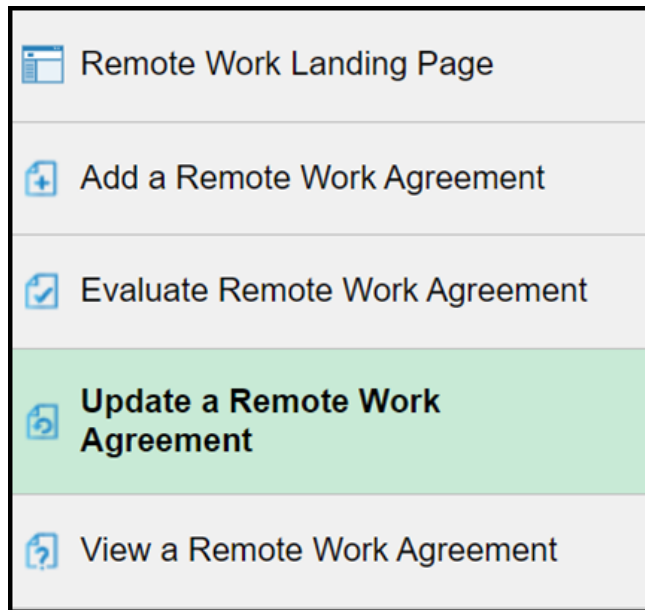 Remote Work Landing Page
Add a Remote Work Agreement
Evaluate Remote Work Agreement
Update a Remote Work
Agreement
View a Remote Work Agreement